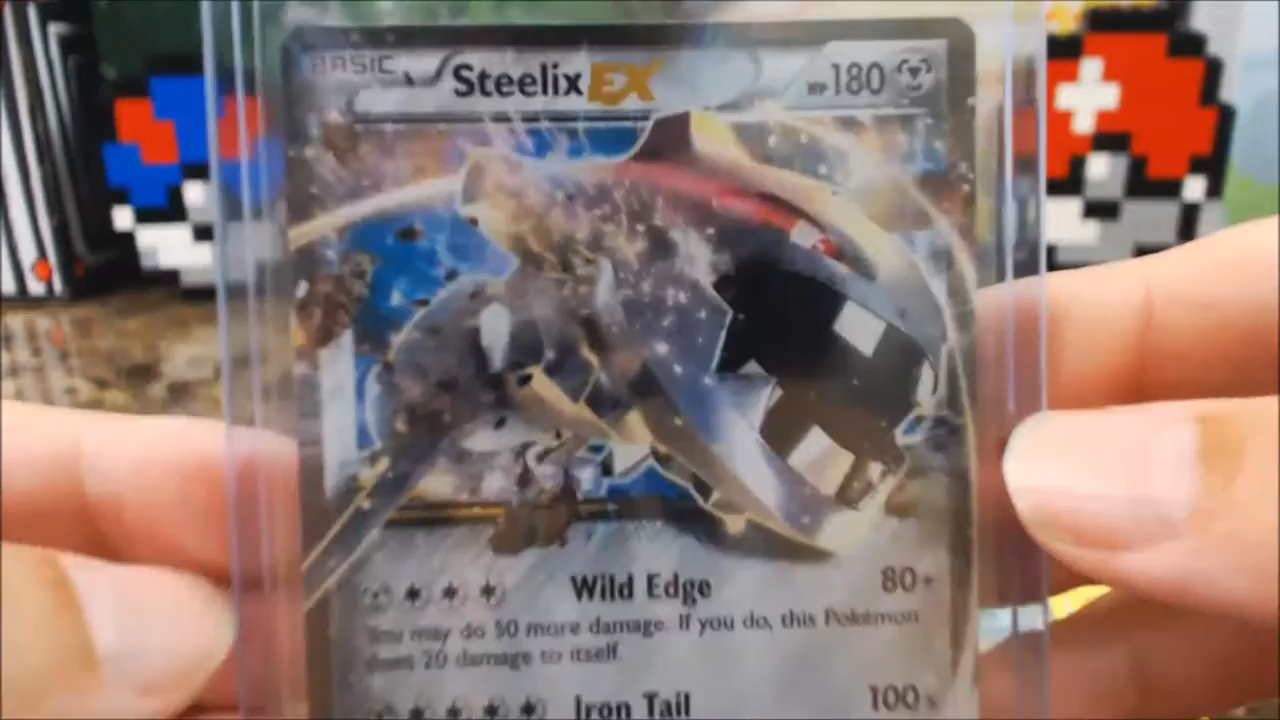 BASIC
Steelix EX
HP 180
Wild Edge 80+
You may do 50 more damage. If you do, this Pokémon
does 20 damage to itself.
Iron Tail 100x